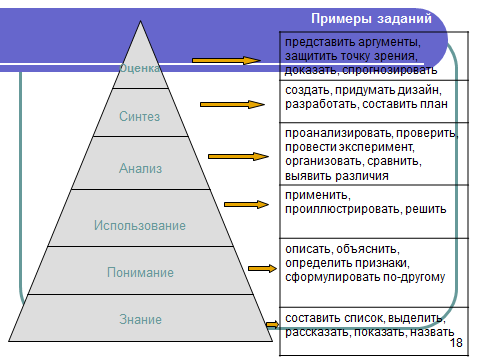 Примеры заданий
Оценка
представить аргументы,
защитить точку зрения,
доказать, спрогнозировать
Синтез
создать, придумать дизайн,
разработать, составить план
Анализ
проанализировать, проверить,
провести эксперимент,
организовать, сравнить,
выявить различия
Использование
применить,
проиллюстрировать, решить
Понимание
описать, объяснить,
определить признаки,
сформулировать по-другому
Знание
составить список, выделить,
рассказать, показать, назвать
18